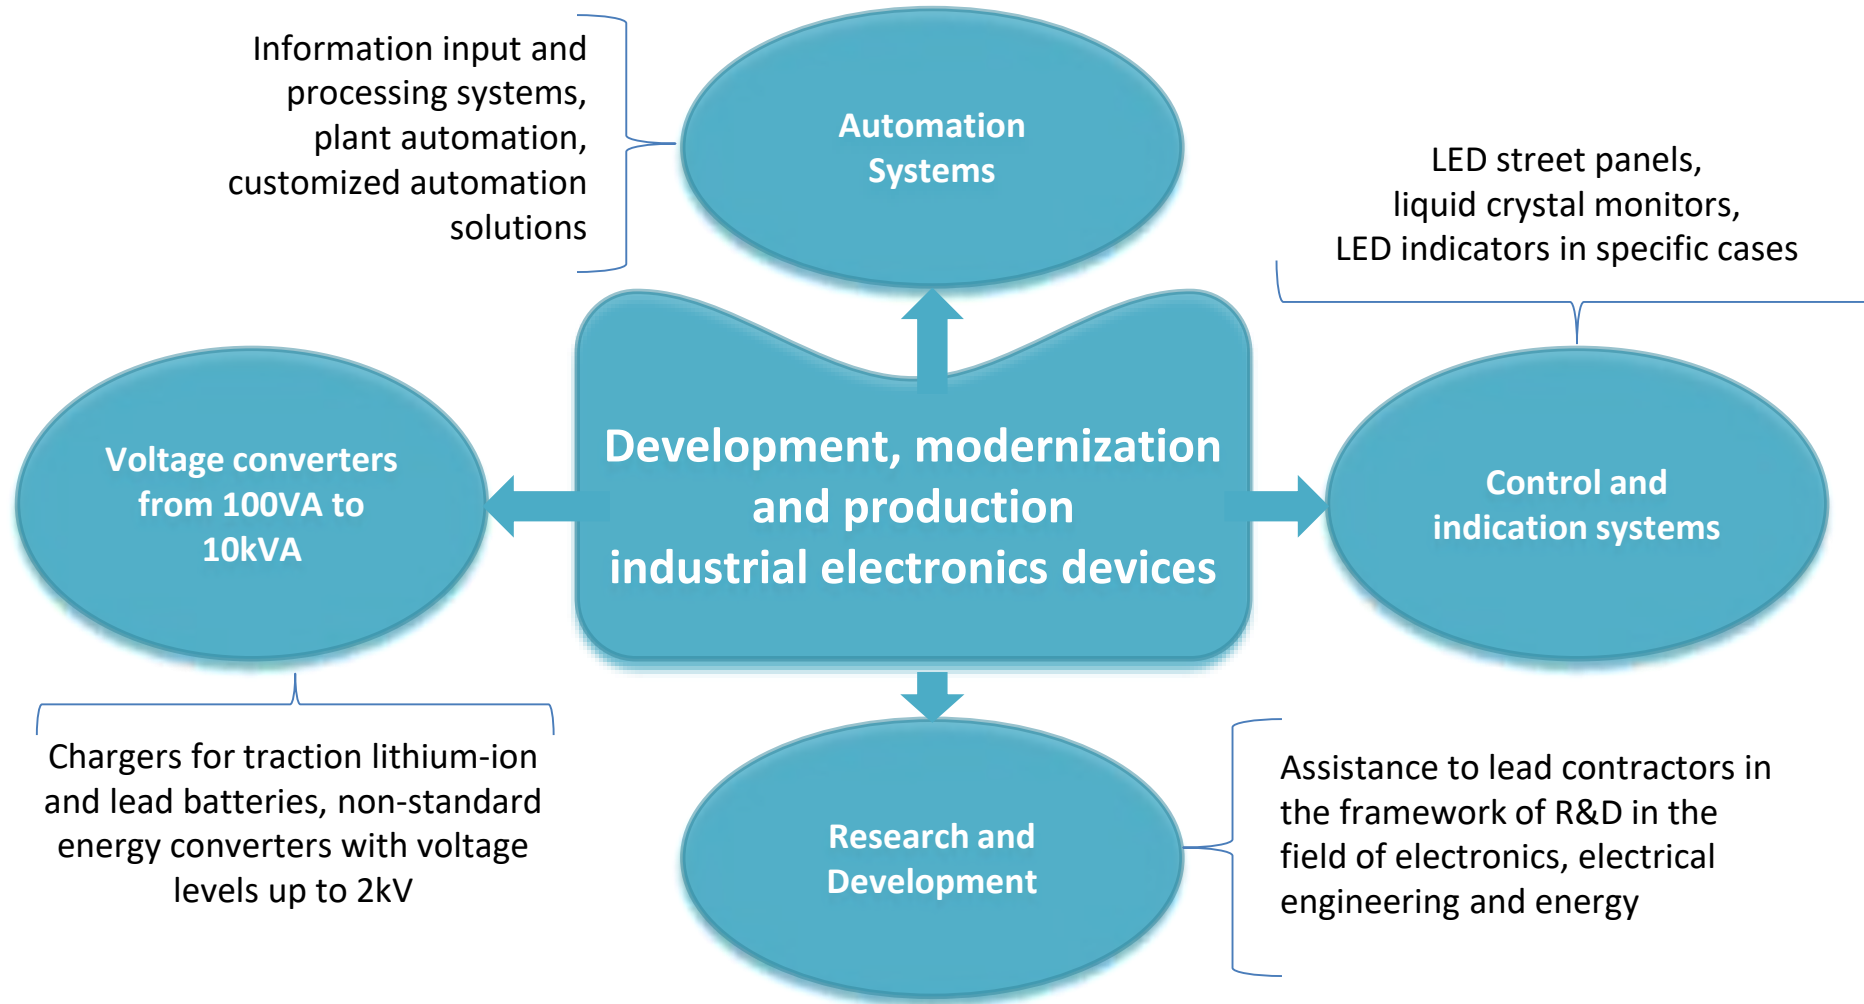 Information input and
processing systems,
plant automation,
customized automation
solutions
Automation
Systems
LED street panels,
liquid crystal monitors,
LED indicators in specific cases
Voltage converters
from 100VA to
10kVA
Development, modernization
and production
industrial electronics devices
Control and
indication systems
Chargers for traction lithium-ion
and lead batteries, non-standard
energy converters with voltage
levels up to 2kV
Research and
Development
Assistance to lead contractors in
the framework of R&D in the
field of electronics, electrical
engineering and energy